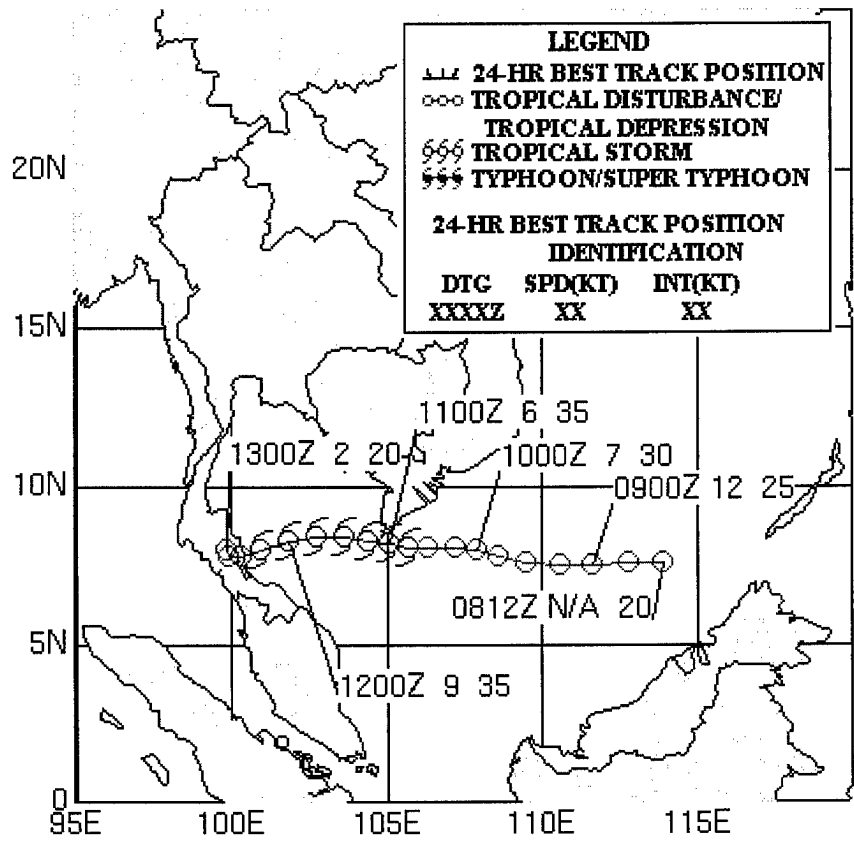 LEGEND
24-HR BEST TRACK POSITION
TROPICAL DISTURBANCE/
TROPICAL DEPRESSION
TROPICAL STORM
TYPHOON/SUPER TYPHOON
24-HR BEST TRACK POSITION
IDENTIFICATION
DTG SPD(KT) INT(KT)
XXXXZ XX XX
20N
15N
1100Z 6 35
1300Z 2 20
1000Z 7 30
10N
0900Z 12 25
0812Z N/A 20
5N
1200Z 9 35
0
95E 100E 105E 110E 115E